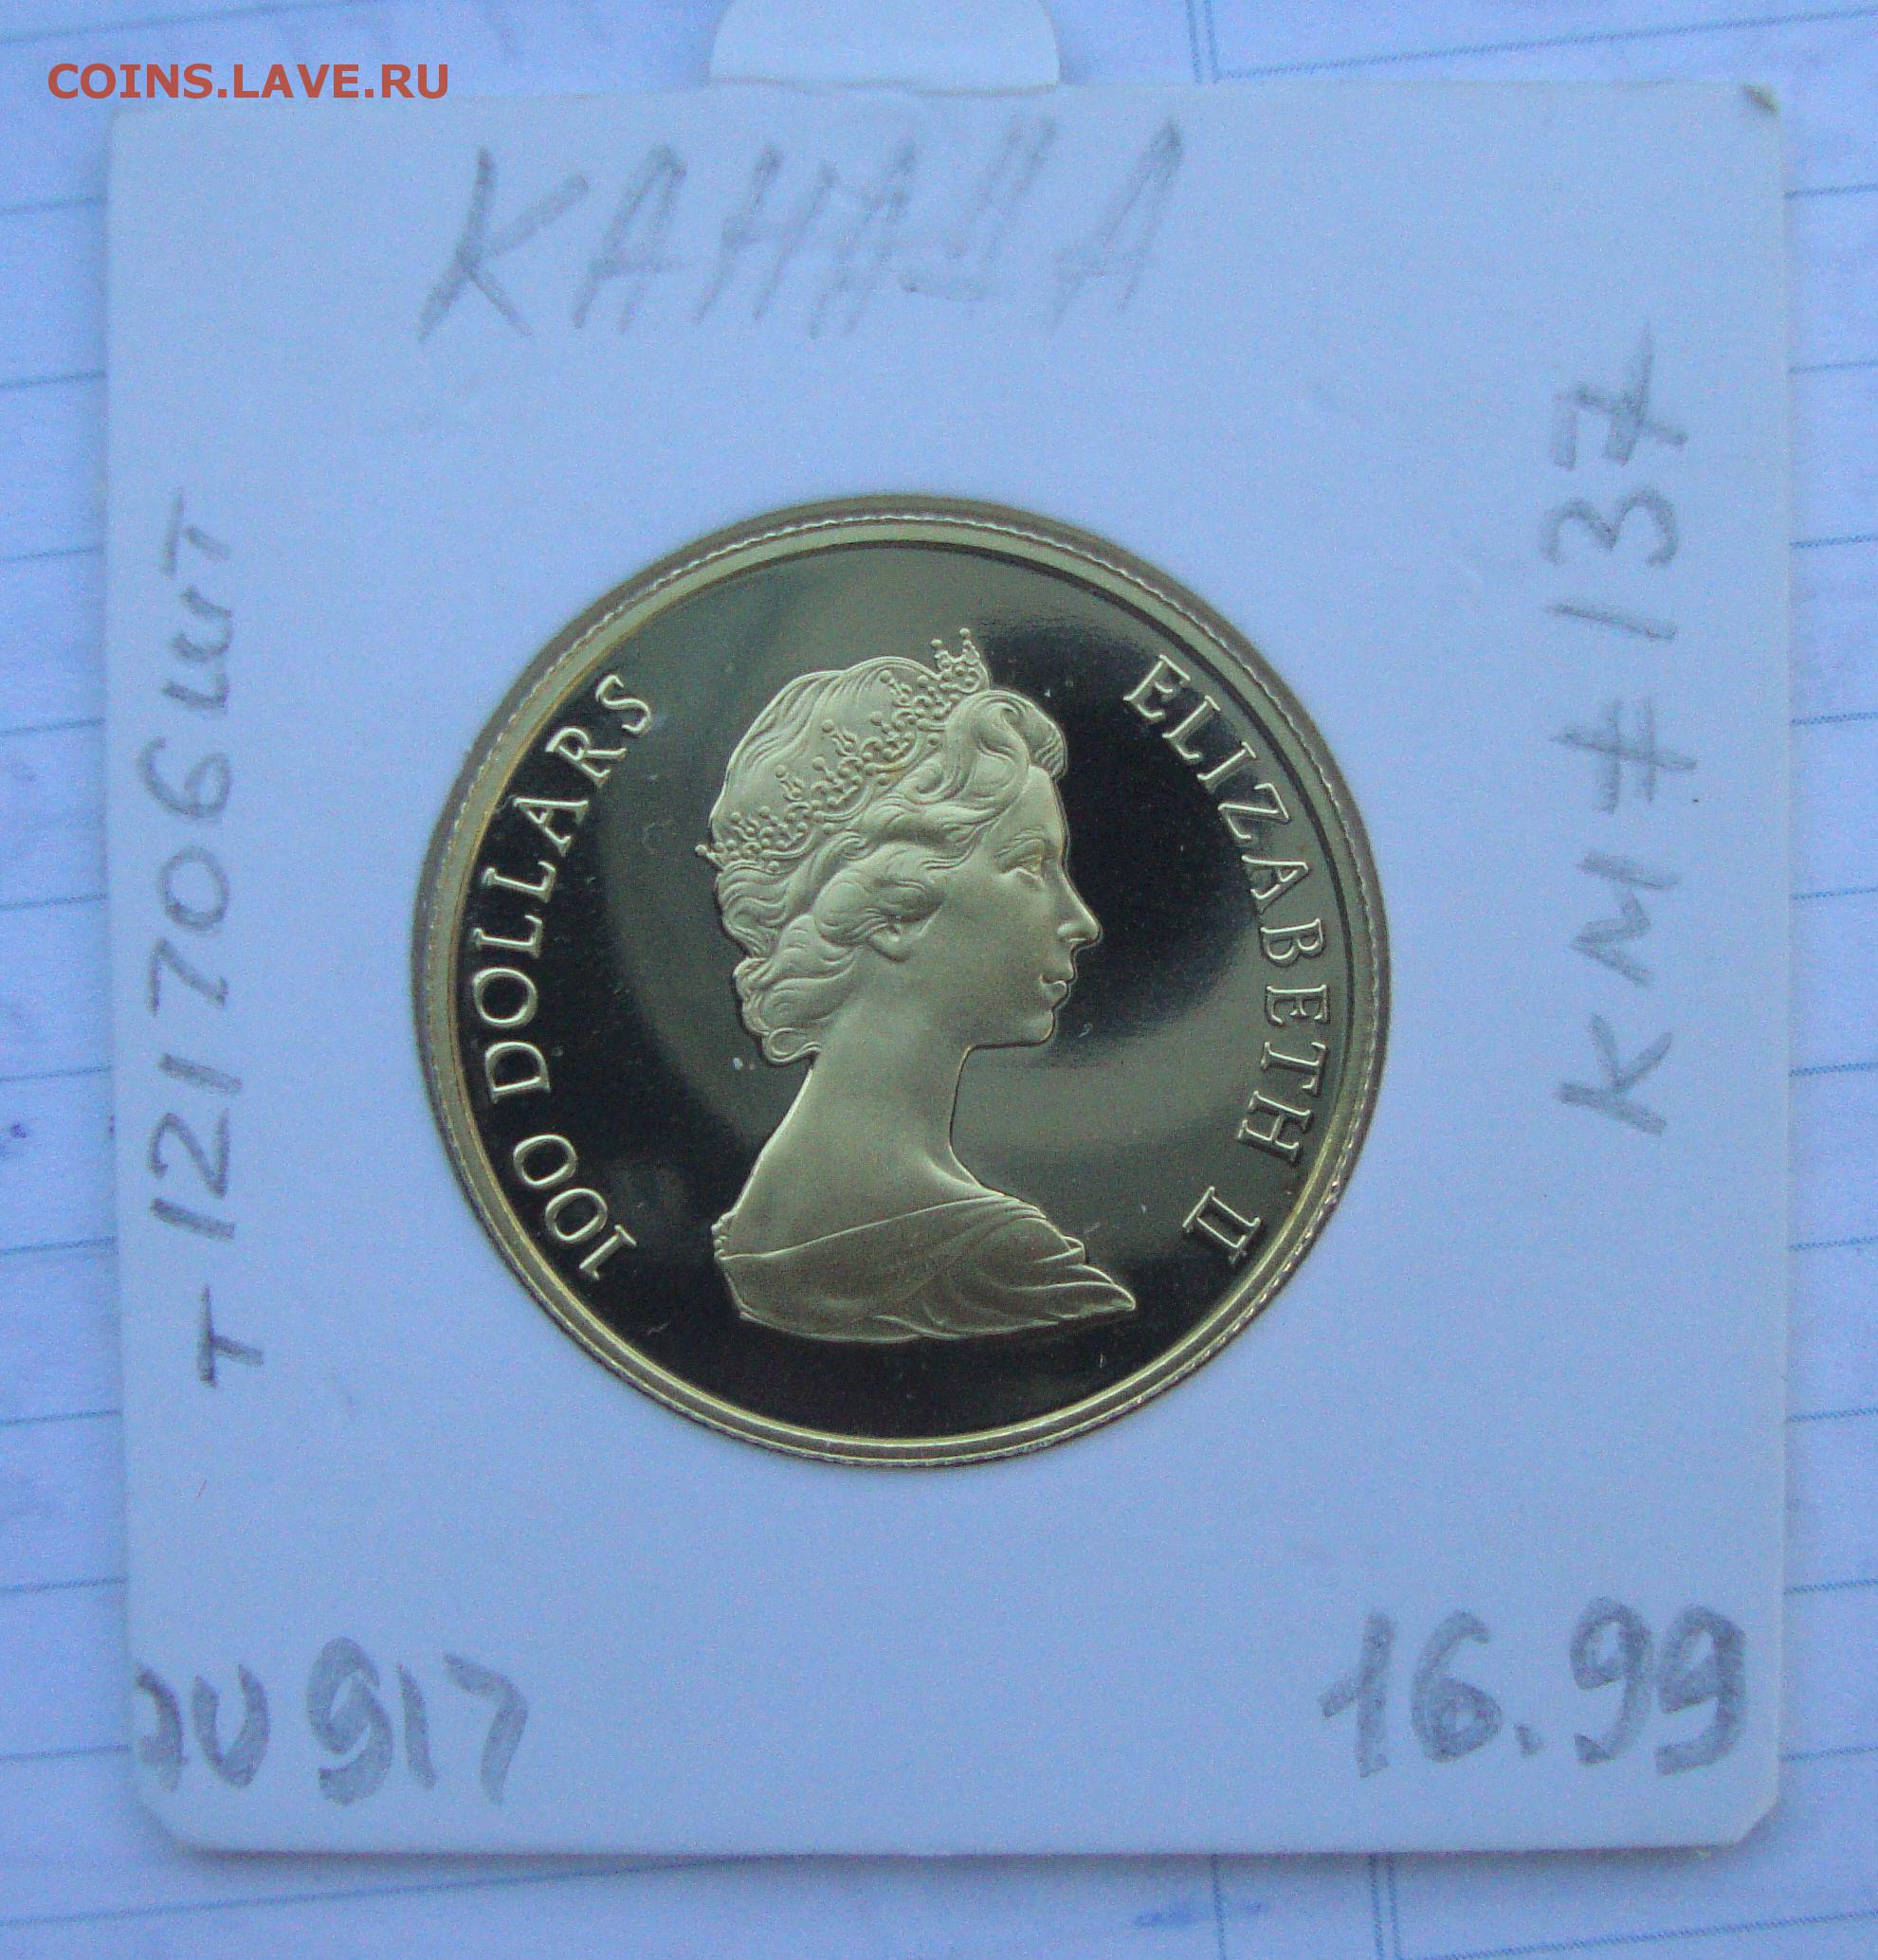 COINS.LAVE.RU
КАНАДА
Т 121706 шт
КМ # 137
100 DOLLARS
ELIZABETH II
AU 917
16.99